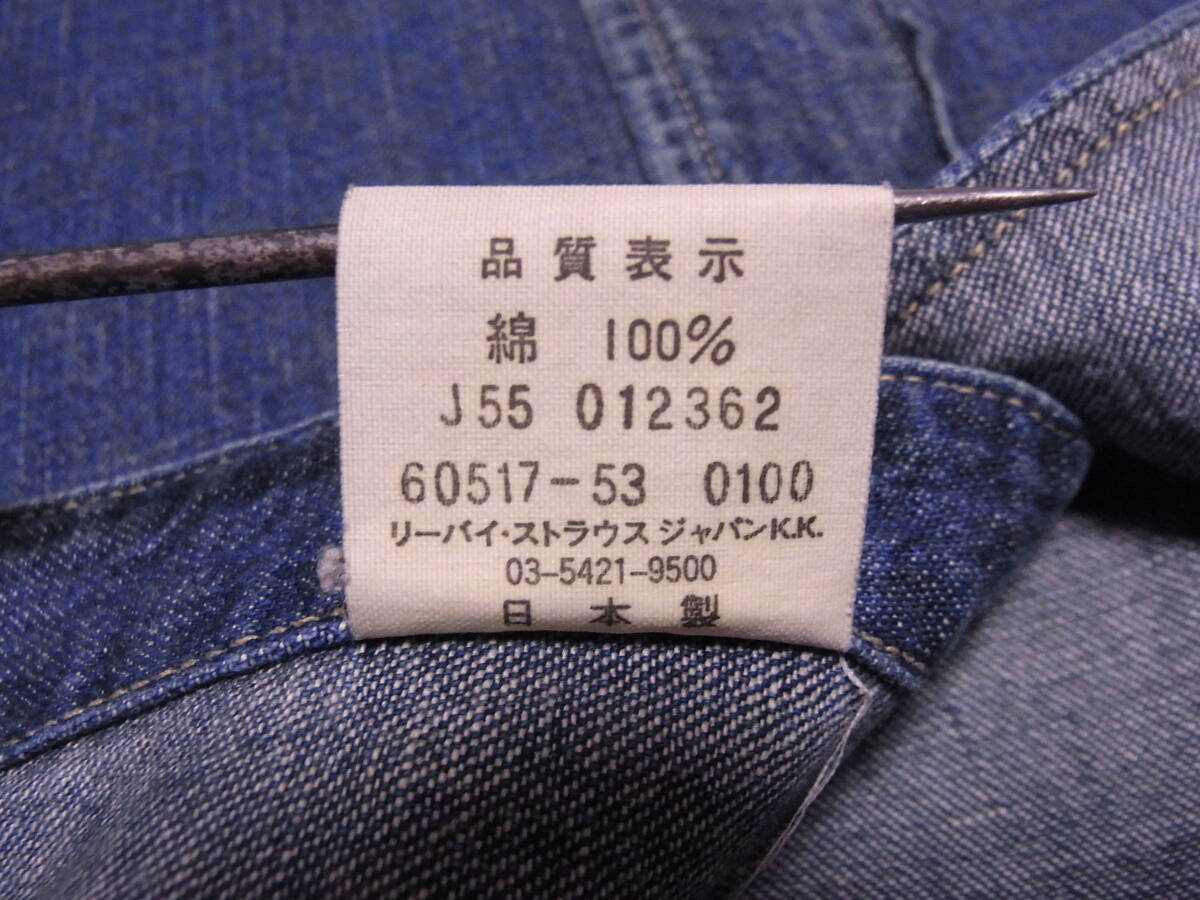 品質表示
綿 100%
J55 012362
60517-53 0100
リーバイ・ストラウス ジャパンK.K.
03-5421-9500
日本製